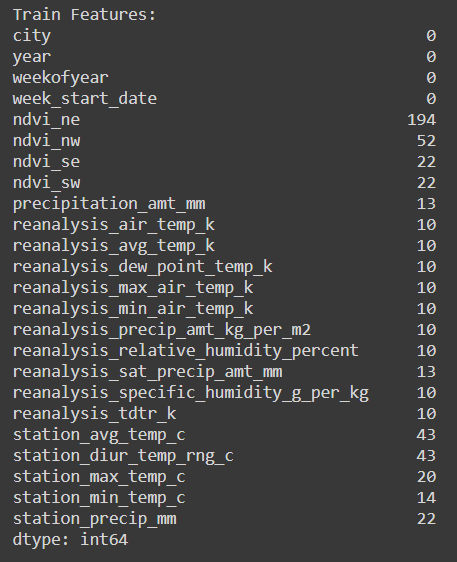 Train Features:
city 0
year 0
weekofyear 0
week_start_date 0
ndvi_ne 194
ndvi_nw 52
ndvi_se 22
ndvi_sw 22
precipitation_amt_mm 13
reanalysis_air_temp_k 10
reanalysis_avg_temp_k 10
reanalysis_dew_point_temp_k 10
reanalysis_max_air_temp_k 10
reanalysis_min_air_temp_k 10
reanalysis_precip_amt_kg_per_m2 10
reanalysis_relative_humidity_percent 10
reanalysis_sat_precip_amt_mm 13
reanalysis_specific_humidity_g_per_kg 10
reanalysis_tdtr_k 10
station_avg_temp_c 43
station_diur_temp_rng_c 43
station_max_temp_c 20
station_min_temp_c 14
station_precip_mm 22
dtype: int64